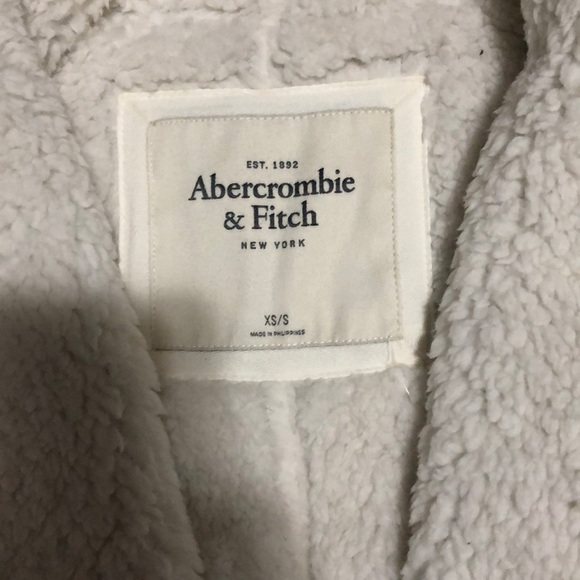 EST. 1892
Abercrombie
& Fitch
NEW YORK
XS/S
MADE IN PHILIPPINES